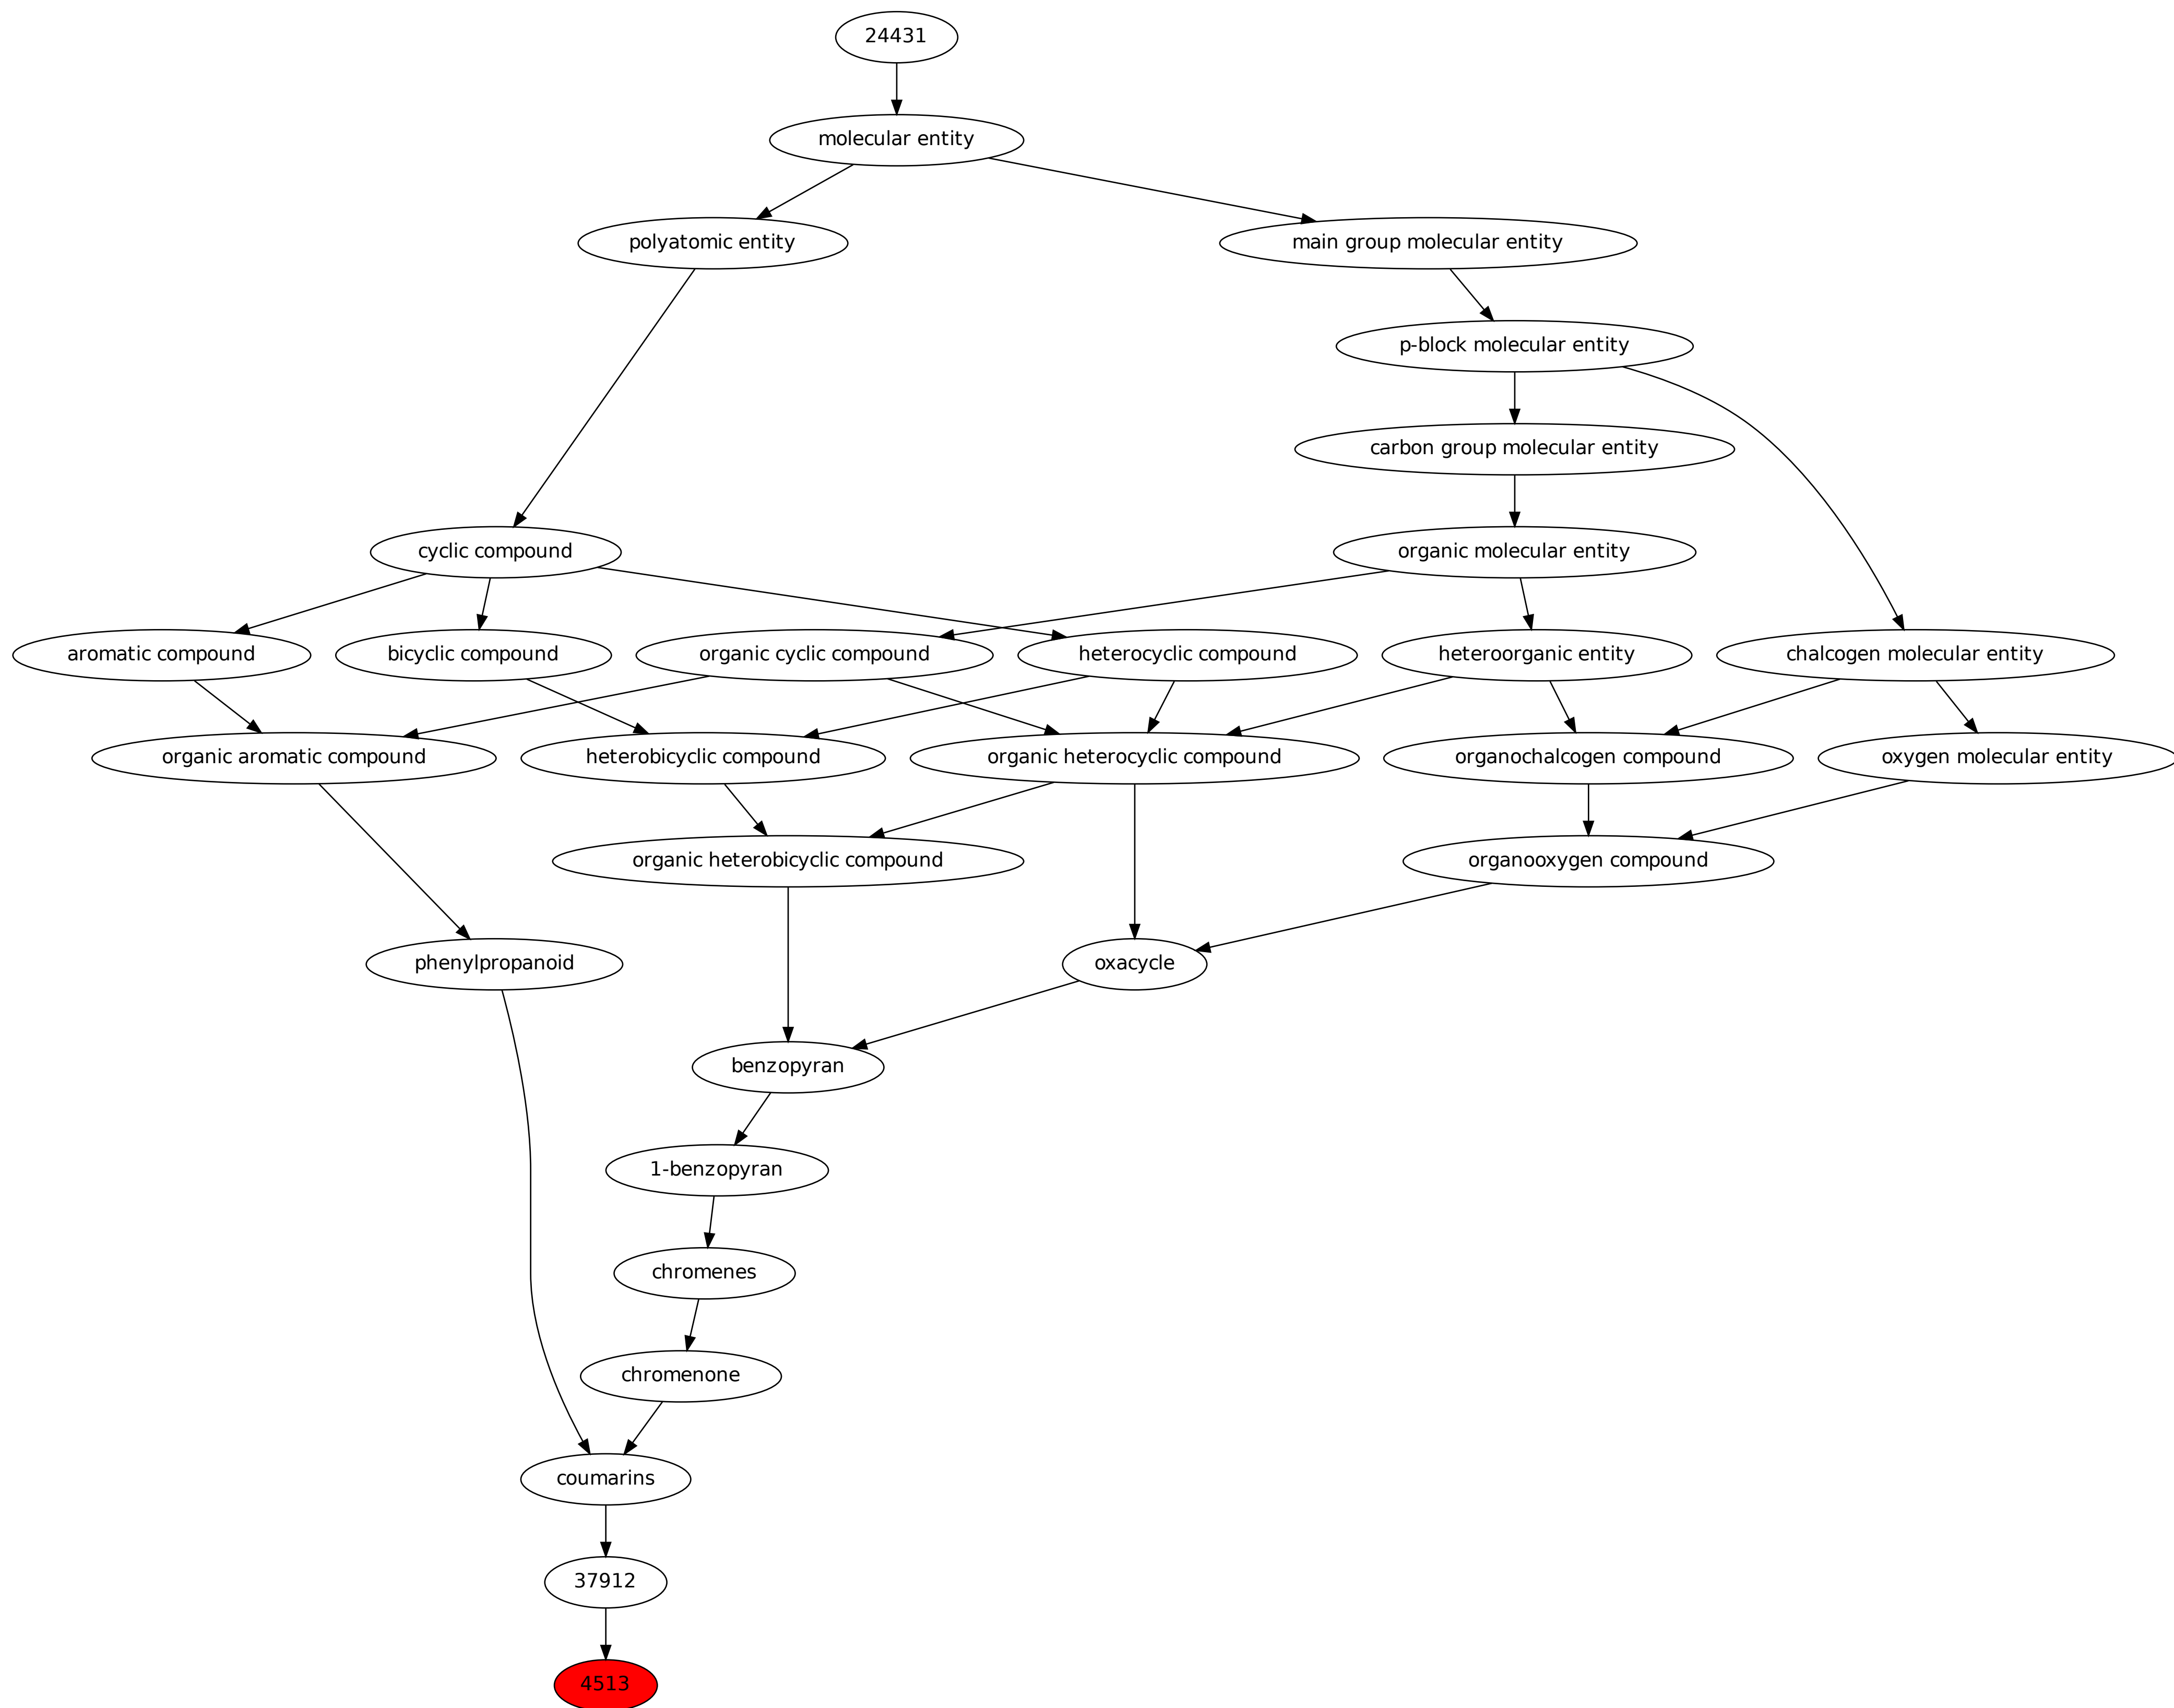 24431
molecular entity
polyatomic entity
main group molecular entity
p-block molecular entity
carbon group molecular entity
cyclic compound
organic molecular entity
aromatic compound
bicyclic compound
organic cyclic compound
heterocyclic compound
heteroorganic entity
chalcogen molecular entity
organic aromatic compound
heterobicyclic compound
organic heterocyclic compound
organochalcogen compound
oxygen molecular entity
organic heterobicyclic compound
organooxygen compound
phenylpropanoid
oxacycle
benzopyran
1-benzopyran
chromenes
chromenone
coumarins
37912
4513